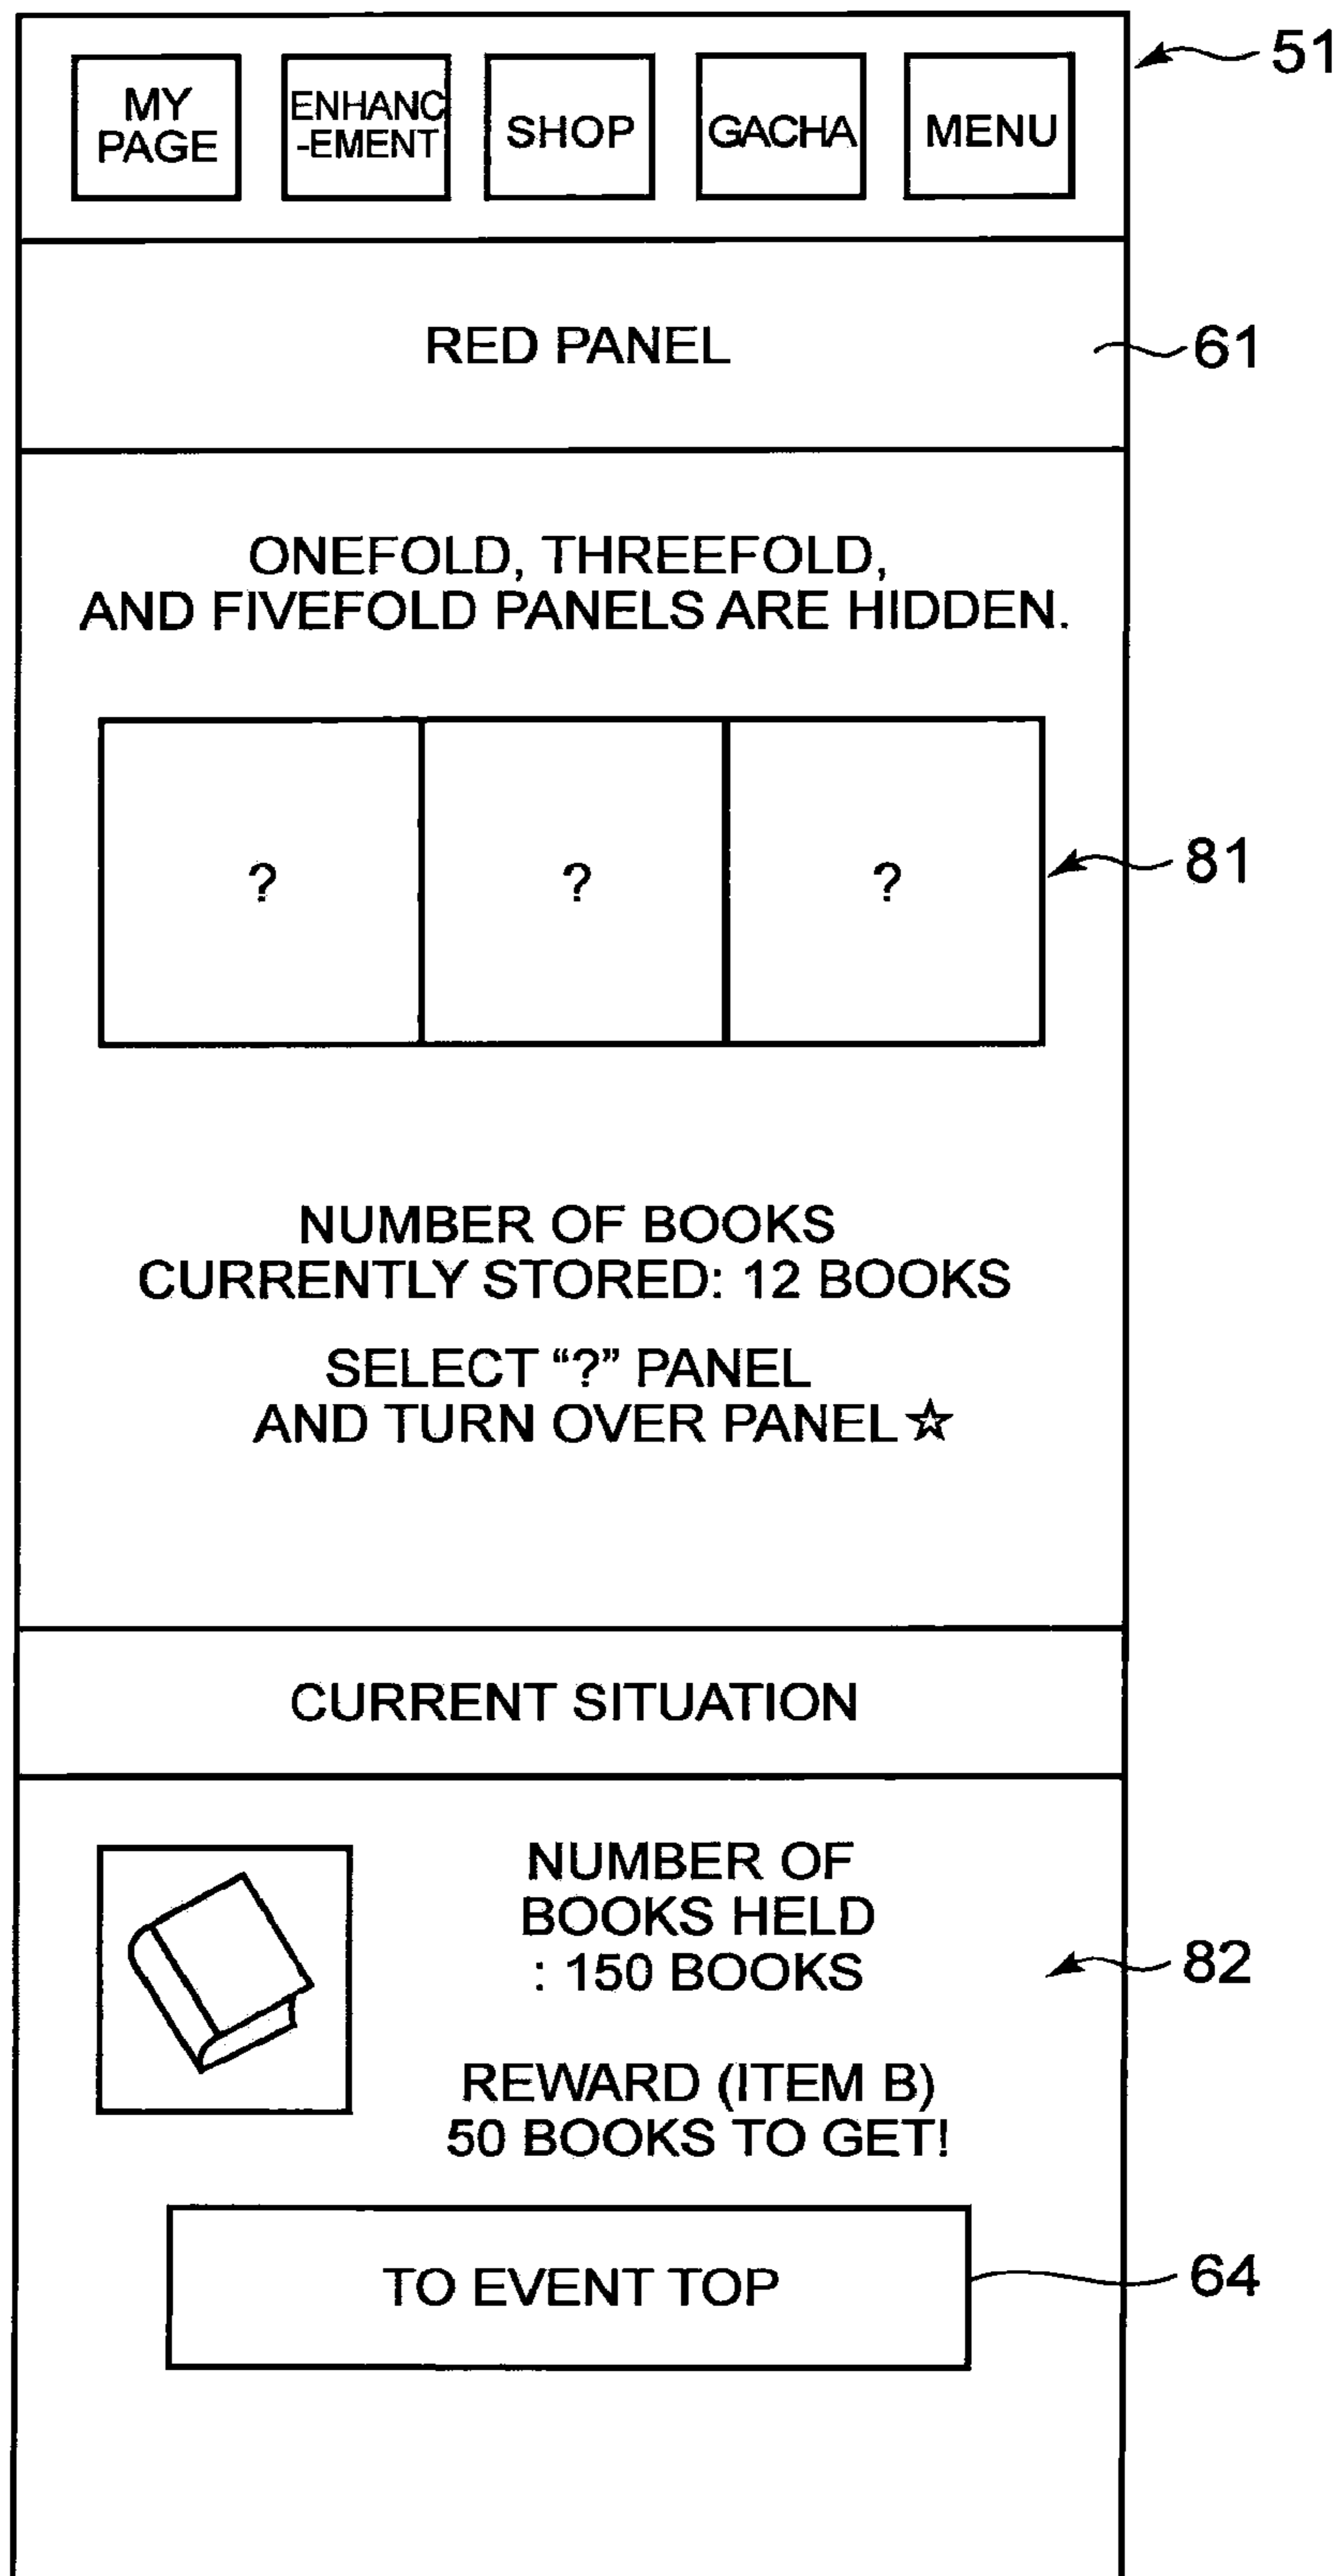 51
MY
PAGE
ENHANC
-EMENT
SHOP
GACHA
MENU
RED PANEL
61
ONEFOLD, THREEFOLD,
AND FIVEFOLD PANELS ARE HIDDEN.
?
?
?
81
NUMBER OF BOOKS
CURRENTLY STORED: 12 BOOKS
SELECT “?” PANEL
AND TURN OVER PANEL☆
CURRENT SITUATION
NUMBER OF
BOOKS HELD
: 150 BOOKS
82
REWARD (ITEM B)
50 BOOKS TO GET!
TO EVENT TOP
64